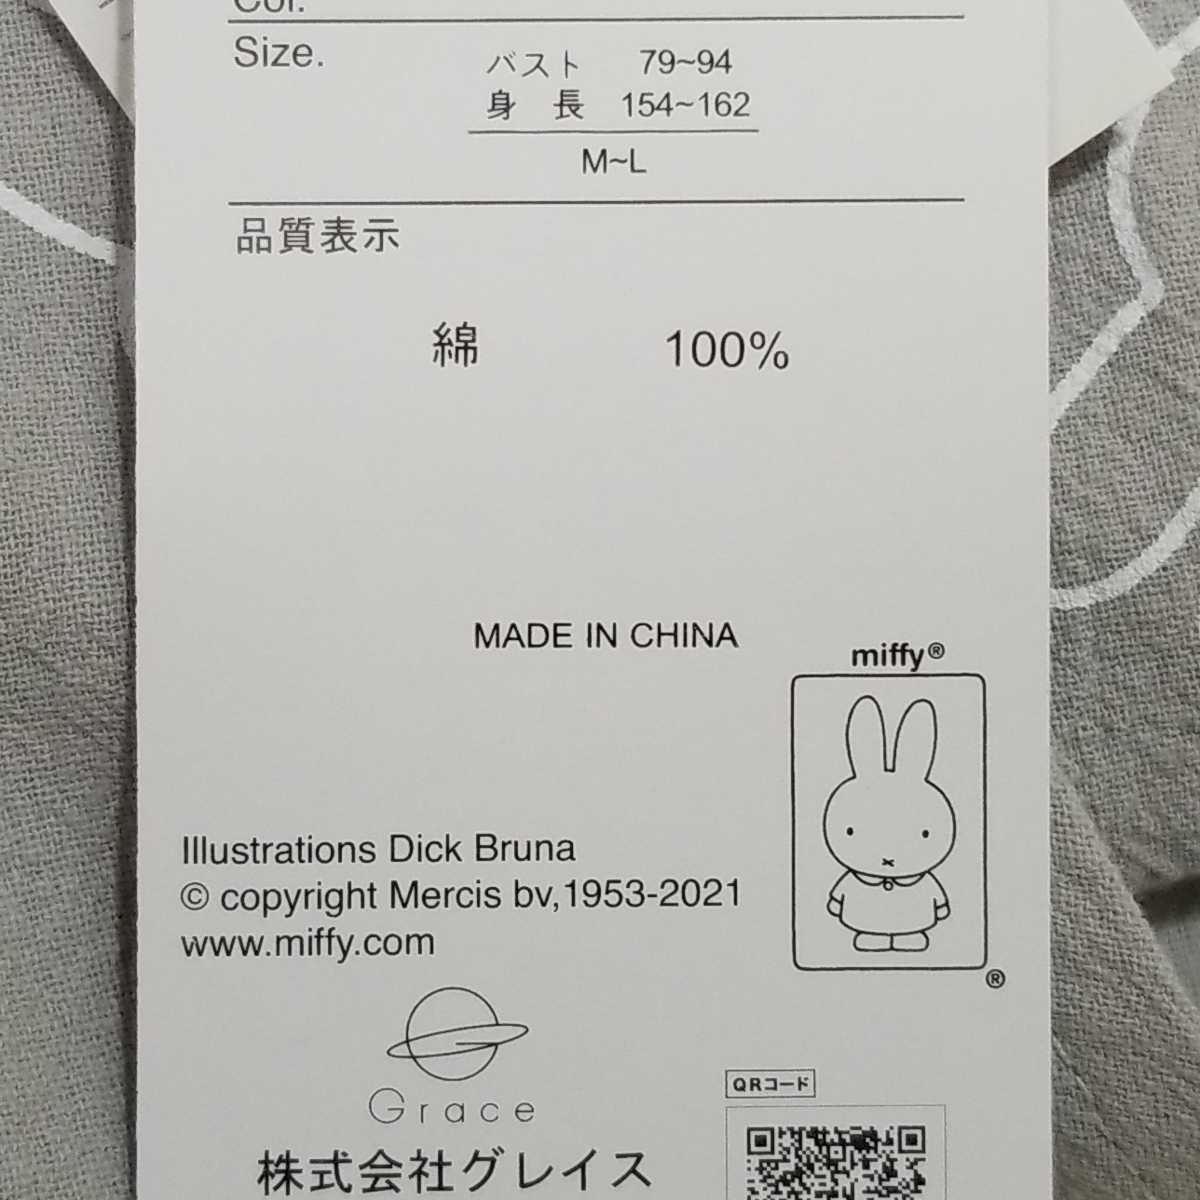 Col.
Size.
バスト 79~94
身 長 154~162
M~L
品質表示
綿 100%
MADE IN CHINA
miffy®
Illustrations Dick Bruna
© copyright Mercis bv,1953-2021
www.miffy.com
®
Grace
QRコード
株式会社グレイス